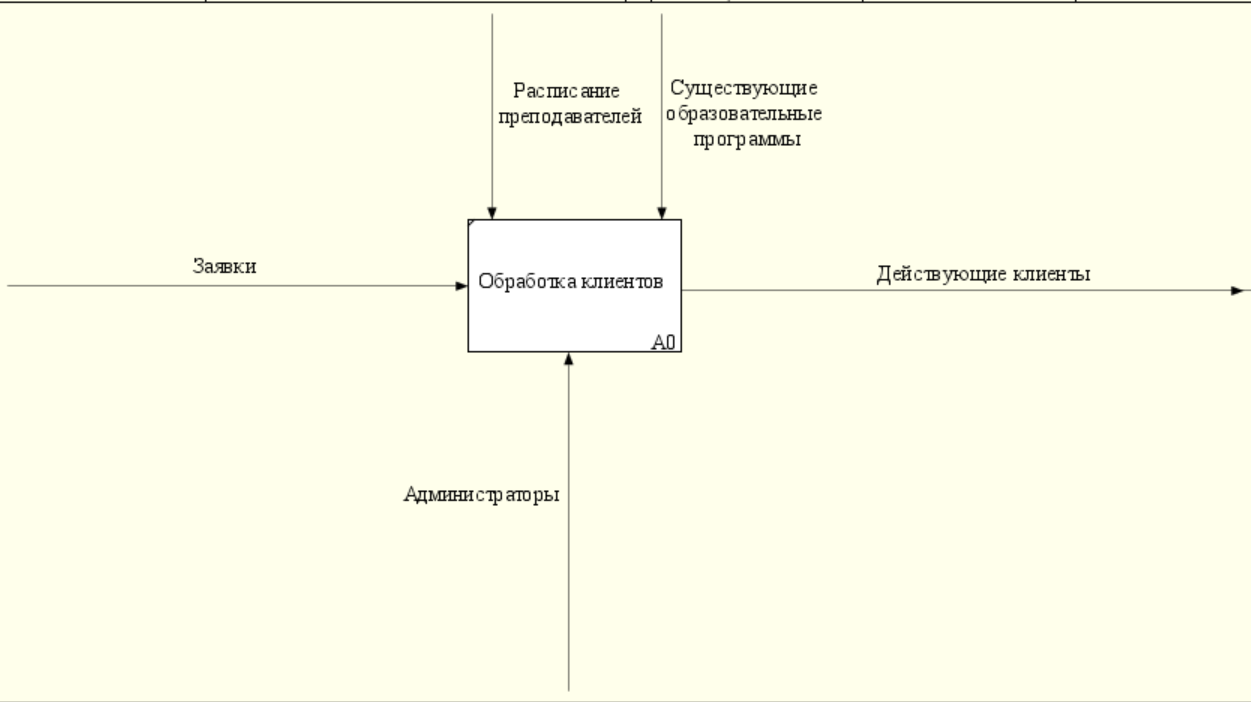 Расписание
преподавателей
Существующие
образовательные
программы
Заявки
Обработка клиентов
A0
Действующие клиенты
Администраторы